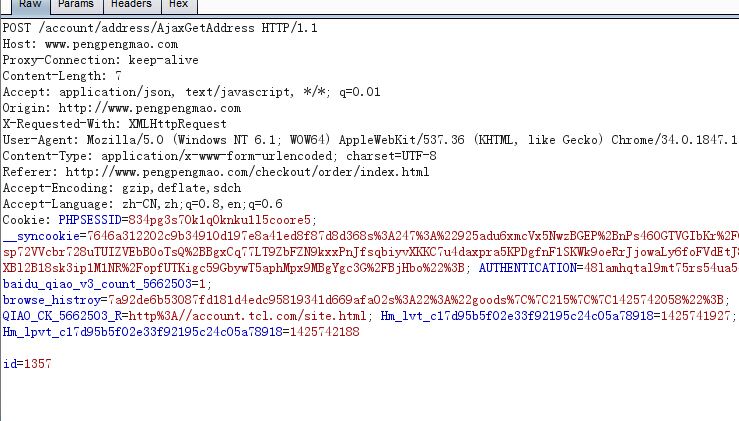 Raw Params Headers Hex
POST /account/address/AjaxGetAddress HTTP/1.1
Host: www.pengpengmao.com
Proxy-Connection: keep-alive
Content-Length: 7
Accept: application/json, text/javascript, */*; q=0.01
Origin: http://www.pengpengmao.com
X-Requested-With: XMLHttpRequest
User-Agent: Mozilla/5.0 (Windows NT 6.1; WOW64) AppleWebKit/537.36 (KHTML, like Gecko) Chrome/34.0.1847.1
Content-Type: application/x-www-form-urlencoded; charset=UTF-8
Referer: http://www.pengpengmao.com/checkout/order/index.html
Accept-Encoding: gzip,deflate,sdch
Accept-Language: zh-CN,zh;q=0.8,en;q=0.6
Cookie: PHPSESSID=834pg3s70k1q0knkull5coore5;
__syncookie=7646a312202c9b34910d197e8a41ed8f87d8d368s%3A247%3A%22925adu6xmcVx5NwzBGEP%2BnPs460GTVGIbKr%2F
sp72VVcbr728uTUIZVEbB0oTsQ%2BBgxCq77LT9ZbFZN9kxxPnJfsqbiyvXKKC7u4daxpra5KPDgfnF1SKWk9oeRrJjowaLy6foFVdEtJ
XB12B18sk3ip1M1NR%2FopfUTKigc59GbywT5aphMpx9MBgYgc3G%2FBjHbo%22%3B; AUTHENTICATION=481amhqtal9mt75rs54ua5
baidu_qiao_v3_count_5662503=1;
browse_histroy=7a92de6b53087fd181d4edc95819341d669afa02s%3A22%3A%22goods%7C%7C215%7C%7C1425742058%22%3B;
QIAO_CK_5662503_R=http%3A//account.tcl.com/site.html; Hm_lvt_c17d95b5f02e33f92195c24c05a78918=1425741927;
Hm_lpvt_c17d95b5f02e33f92195c24c05a78918=1425742188
id=1357